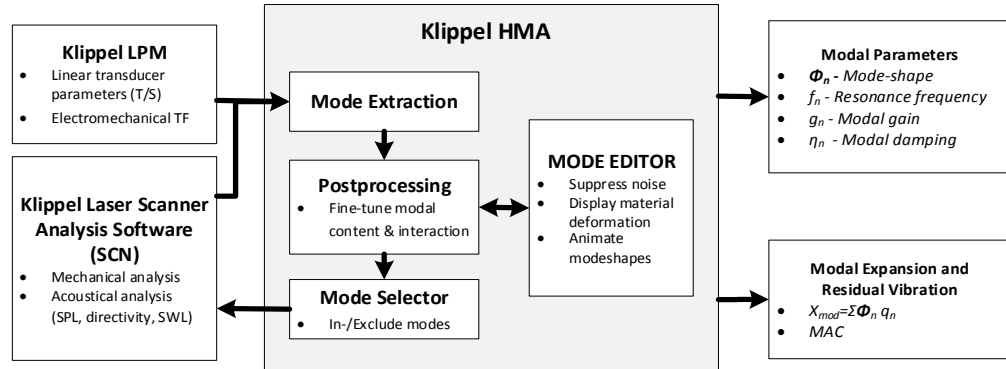 Klippel LPM
• Linear transducer
parameters (T/S)
• Electromechanical TF
Klippel Laser Scanner
Analysis Software
(SCN)
• Mechanical analysis
• Acoustical analysis
(SPL, directivity, SWL)
Klippel HMA
Mode Extraction
Postprocessing
• Fine-tune modal
content & interaction
Mode Selector
• In-/Exclude modes
MODE EDITOR
• Suppress noise
• Display material
deformation
• Animate
modeshapes
Modal Parameters
• Φn - Mode-shape
• fn - Resonance frequency
• gn - Modal gain
• ηn - Modal damping
Modal Expansion and
Residual Vibration
• Xmod=ΣΦn qn
• MAC